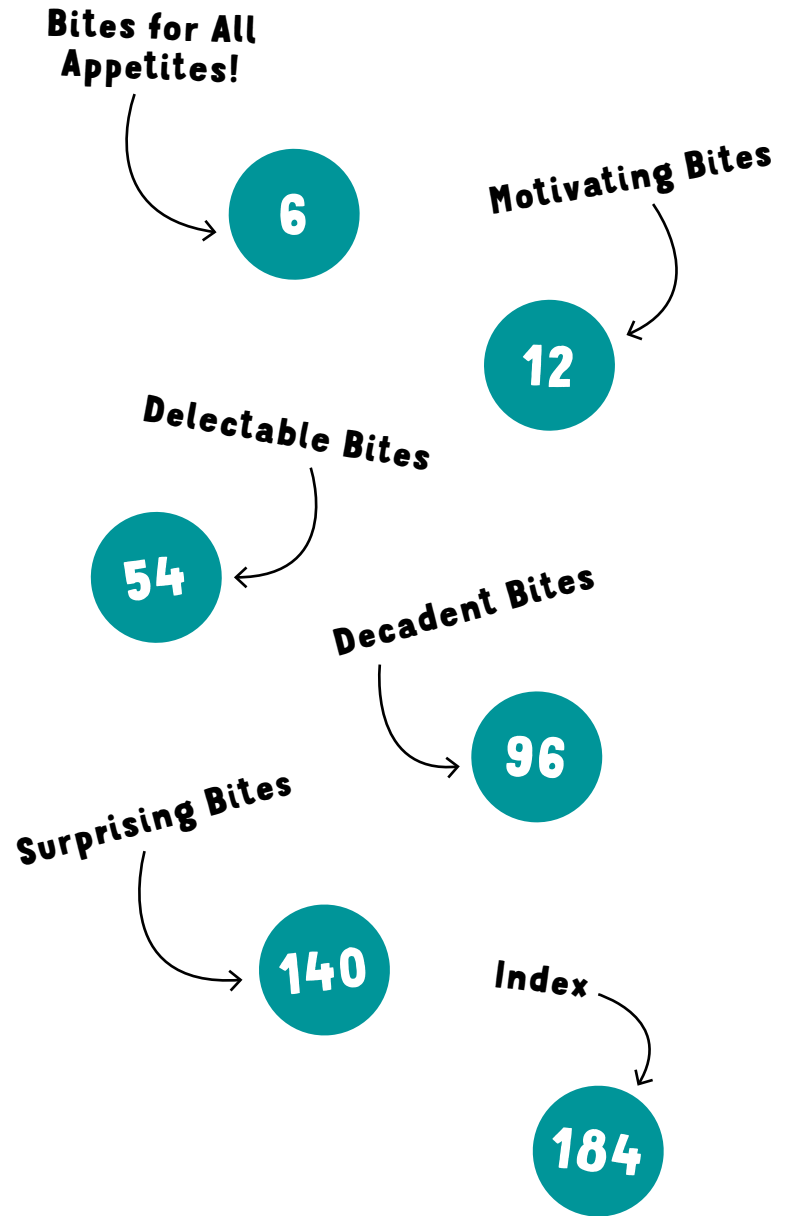 Bites for All
Appetites!
6
Motivating Bites
12
Delectable Bites
54
Decadent Bites
96
Surprising Bites
140
Index
184